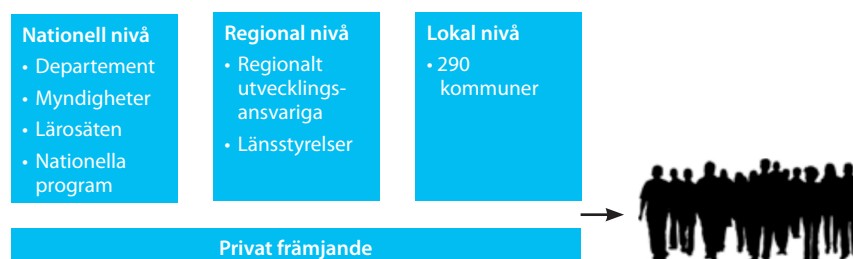 Nationell nivå
• Departement
• Myndigheter
• Lärosäten
• Nationella
program
Regional nivå
• Regionalt
utvecklings-
ansvariga
• Länsstyrelser
Lokal nivå
• 290
kommuner
Privat främjande